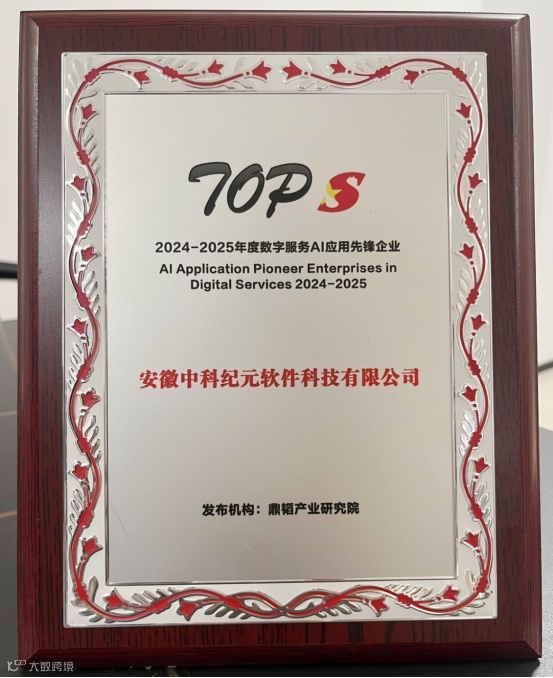 TOP S
2024-2025年度数字服务AI应用先锋企业
AI Application Pioneer Enterprises in
Digital Services 2024-2025
安徽中科纪元软件科技有限公司
发布机构：鼎韬产业研究院
大数跨境